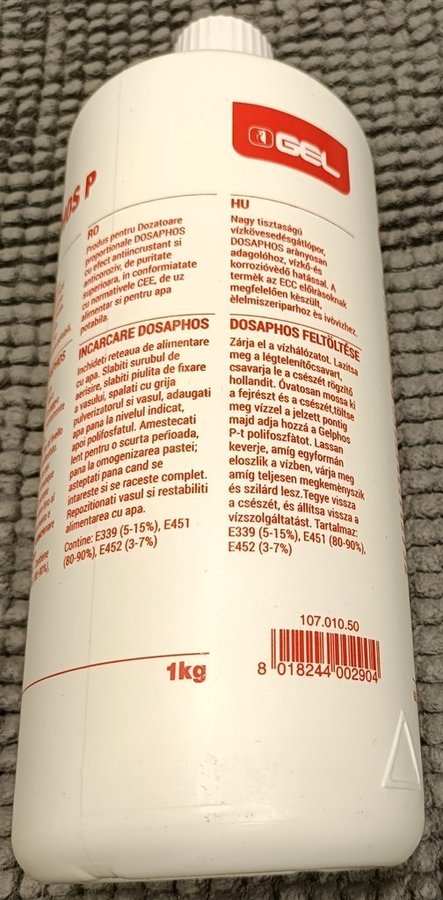 GEL
HOS P
RO
Produs pentru Dozatoare
proportionale DOSAPHOS
cu efect antiincrustant si
anticoroziv, de puritate
superioara, in conformitate
cu normativele CEE, de uz
alimentar si pentru apa
potabila.
INCARCARE DOSAPHOS
Inchideti reteaua de alimentare
cu apa. Slabiti surubul de
aerisire, slabiti piulita de fixare
a vasului, spalati cu grija
pulverizatorul si vasul, adaugati
apa pana la nivelul indicat,
apoi polifosfatul. Amestecati
lent pentru o scurta perioada,
pana la omogenizarea pastei;
asteptati pana cand se
intareste si se raceste complet.
Repozitionati vasul si restabiliti
alimentarea cu apa.
Contine: E339 (5-15%), E451
(80-90%), E452 (3-7%)
1kg
HU
Nagy tisztaságú
vízkövesedésgátlópor,
DOSAPHOS arányosan
adagolóhoz, vízkő-és
korrozióvèdő hatással. A
termèk az ECC elõiràsoknak
megfelelően készült,
èlelmiszeriparhoz és ivòvizhez.
DOSAPHOS FELTÖLTÉSE
Zárja el a vízhálózatot. Lazítsa
meg a légtelenítőcsavart,
csavarja le a csészét rögzíhő
hollandit. Óvatosan mossa ki
a fejrészt és a csészét,töltse
meg vízzel a jelzett pontig
majd adja hozzá a Gelphos
P-t polifoszfátot. Lassan
keverje, amíg egyformán
eloszlik a vízben, várja meg
amíg teljesen megkeményszik
és szilárd lesz.Tegye vissza
a csészét, és állítsa vissza a
vízszolgáltatást. Tartalmaz:
E339 (5-15%), E451 (80-90%),
E452 (3-7%)
107.010.50
8 018244 002904